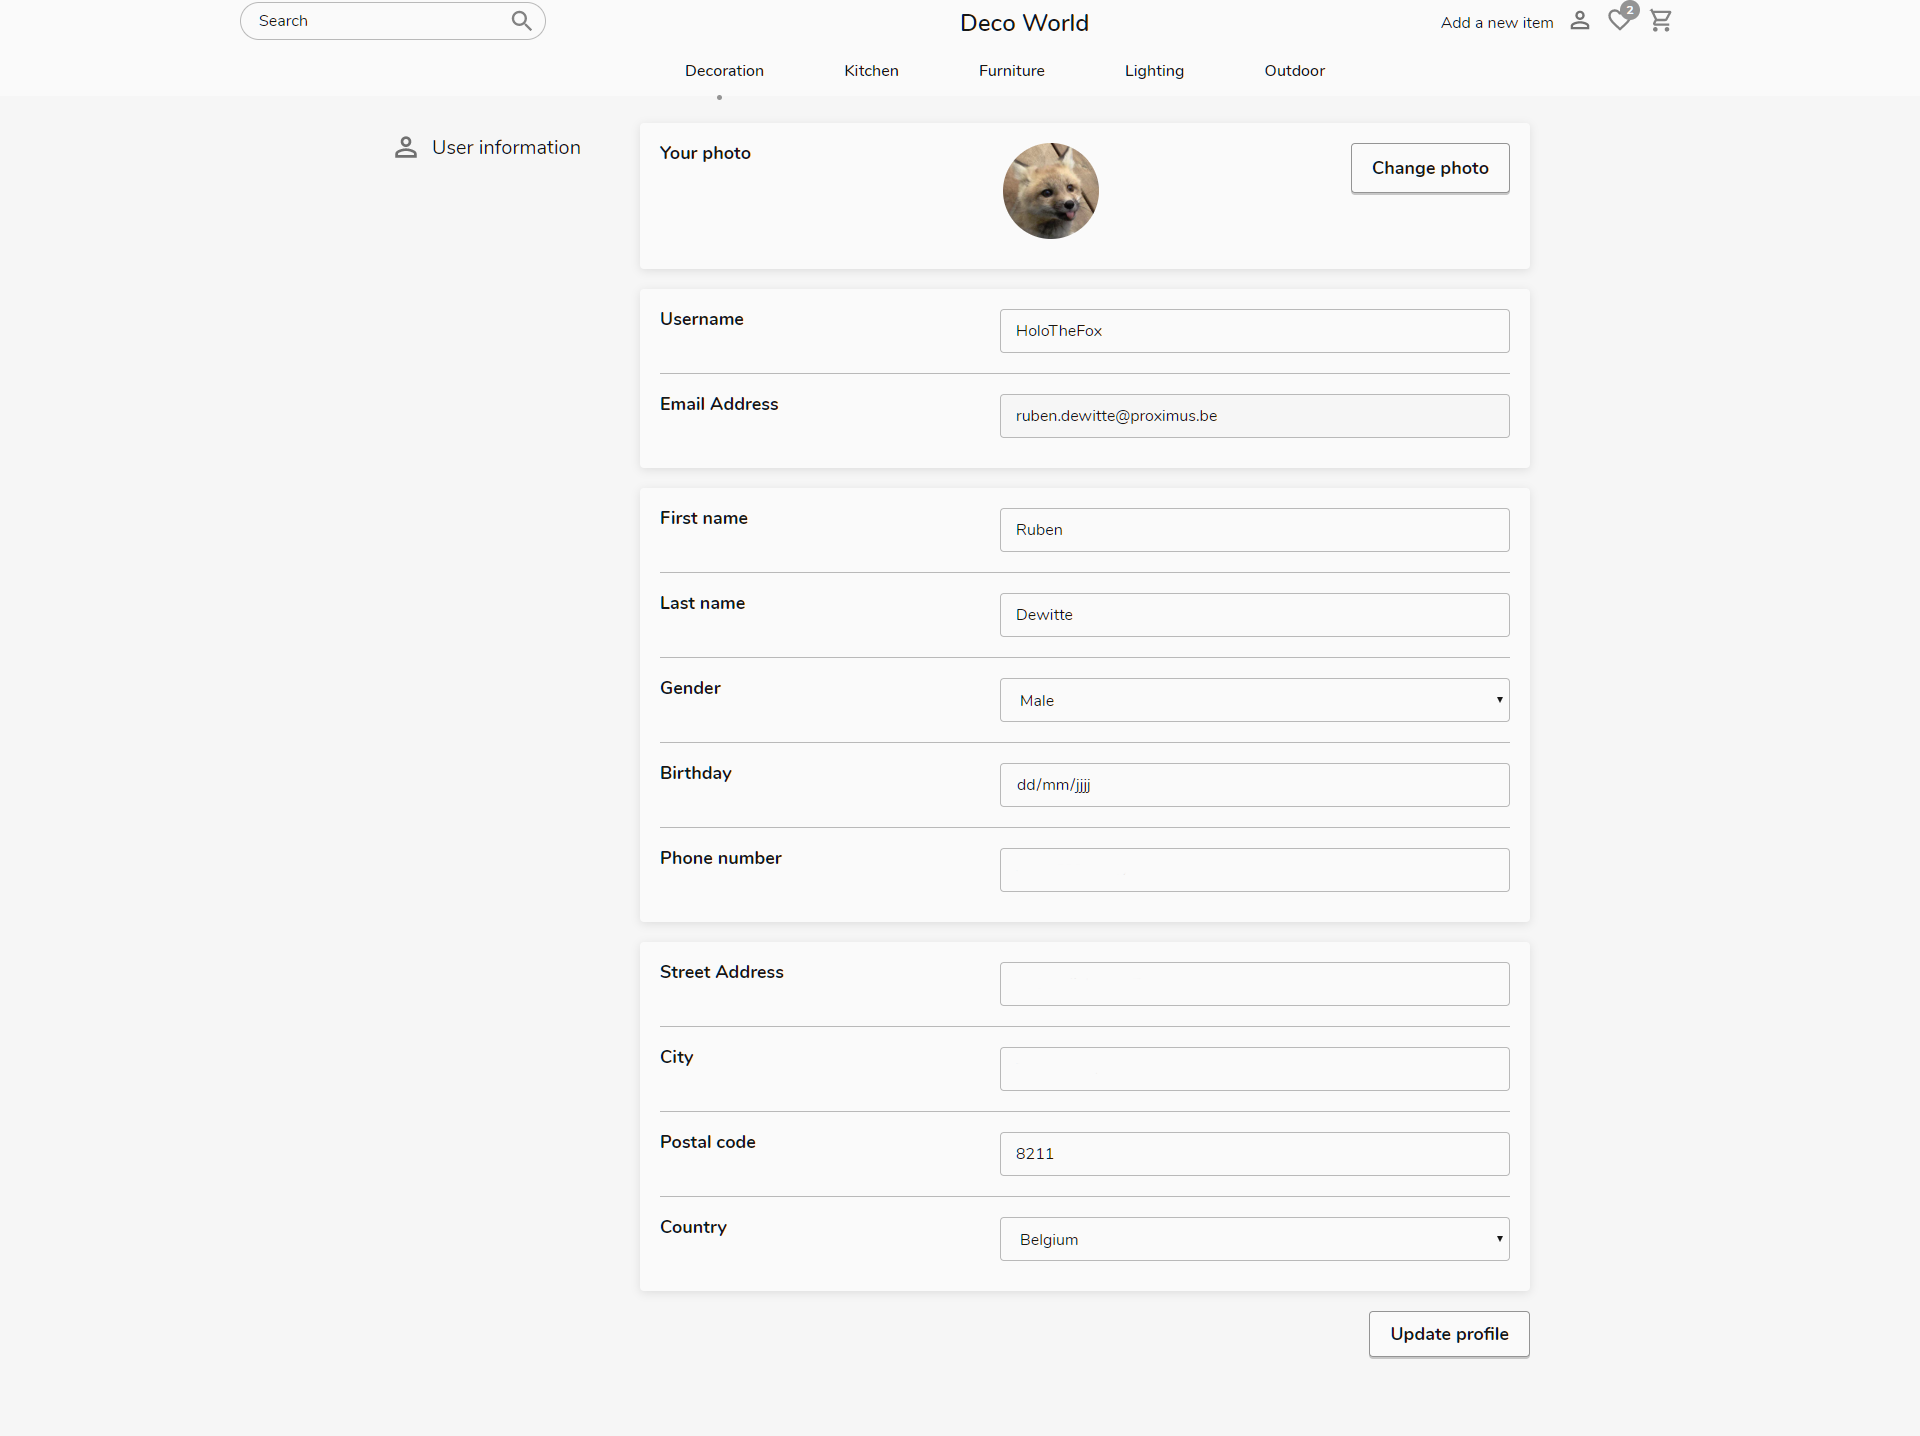 Search
Deco World
Add a new item
2
Decoration
Kitchen
Furniture
Lighting
Outdoor
User information
Your photo
Change photo
Username
HoloTheFox
Email Address
ruben.dewitte@proximus.be
First name
Ruben
Last name
Dewitte
Gender
Male
Birthday
dd/mm/jjjj
Phone number
Street Address
City
Postal code
8211
Country
Belgium
Update profile